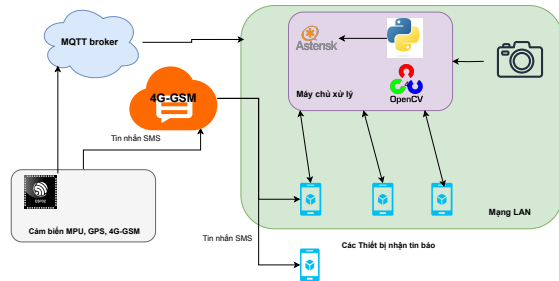 MQTT broker
Asterisk
Máy chủ xử lý
OpenCV
4G-GSM
Tin nhắn SMS
ESP32
Cảm biến MPU, GPS, 4G-GSM
Mạng LAN
Tin nhắn SMS
Các Thiết bị nhận tin báo